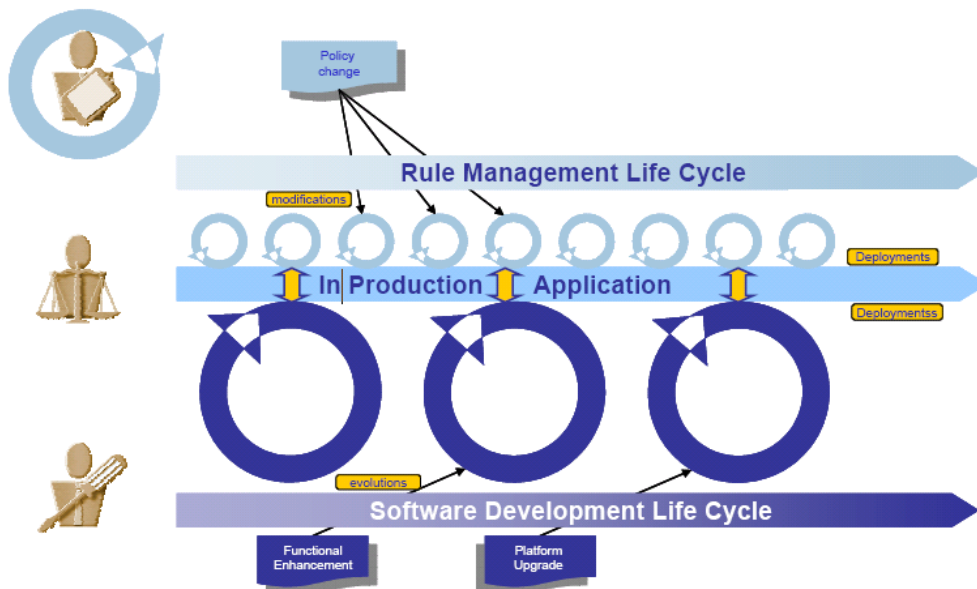 Policy
change
Rule Management Life Cycle
modifications
Deployments
In Production Application
Deploymentss
evolutions
Software Development Life Cycle
Functional
Enhancement
Platform
Upgrade